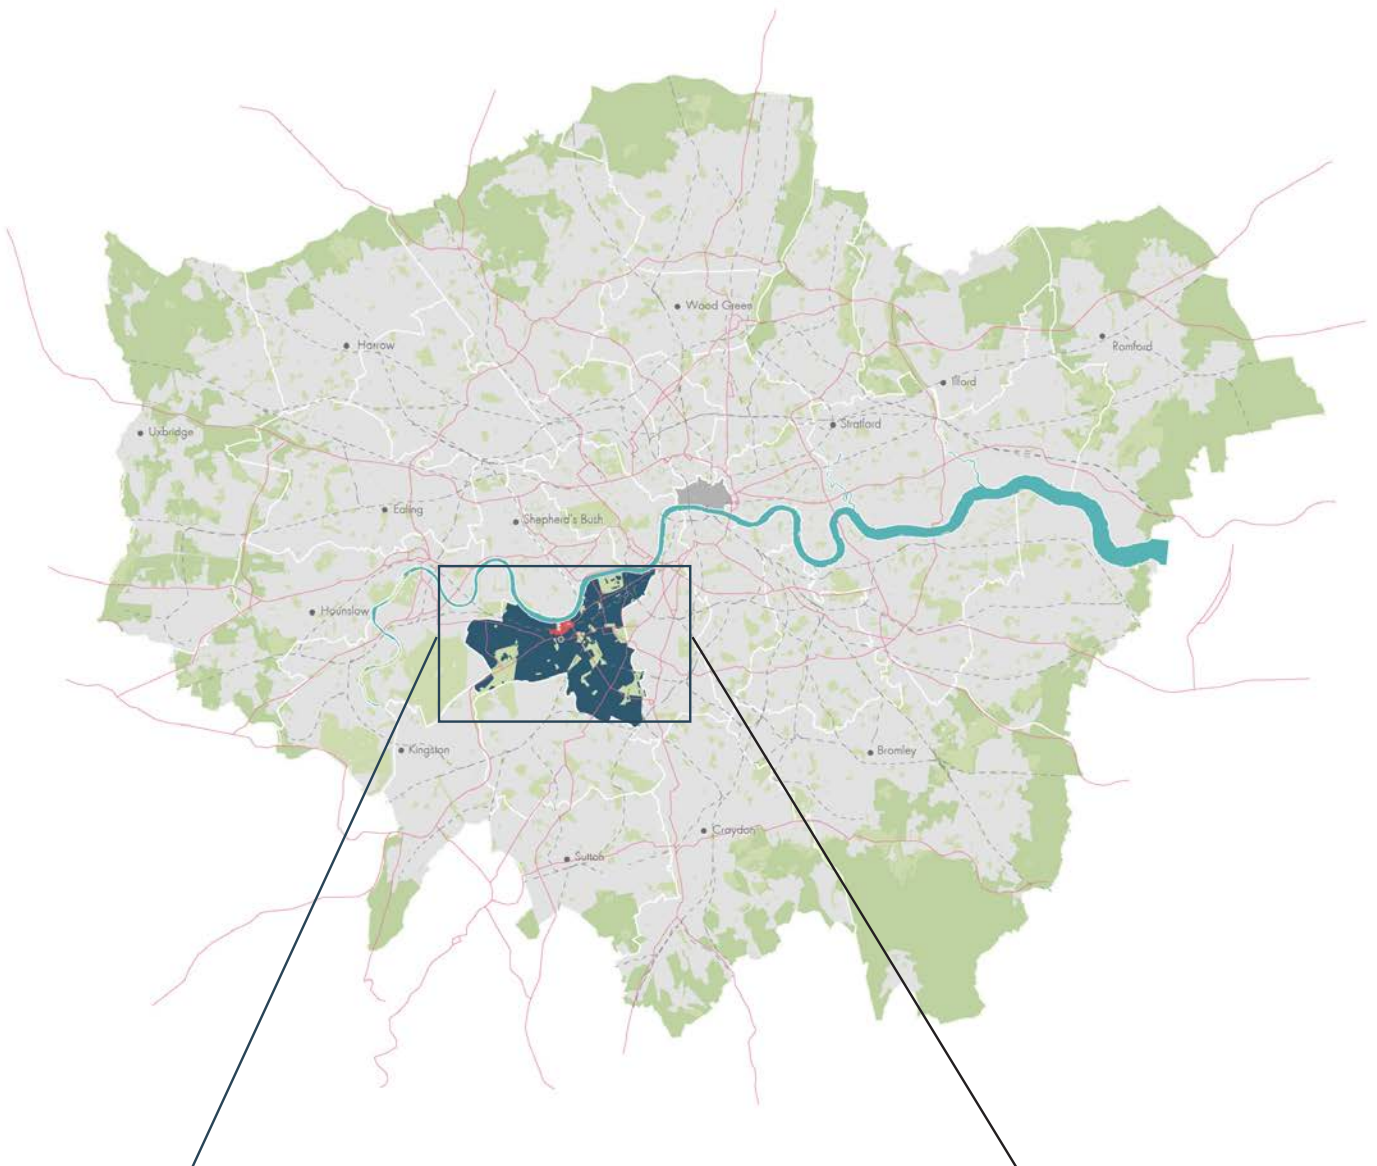 Wood Green
Harrow
Romford
Ilford
Uxbridge
Stratford
Ealing
Shepherd's Bush
Hounslow
Kingston
Bromley
Croydon
Sutton